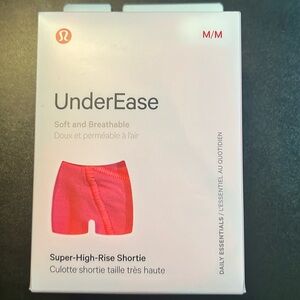 M/M
UnderEase
Soft and Breathable
Doux et perméable à l'air
DAILY ESSENTIALS / L'ESSENTIEL AU QUOTIDIEN
Super-High-Rise Shortie
Culotte shortie taille très haute